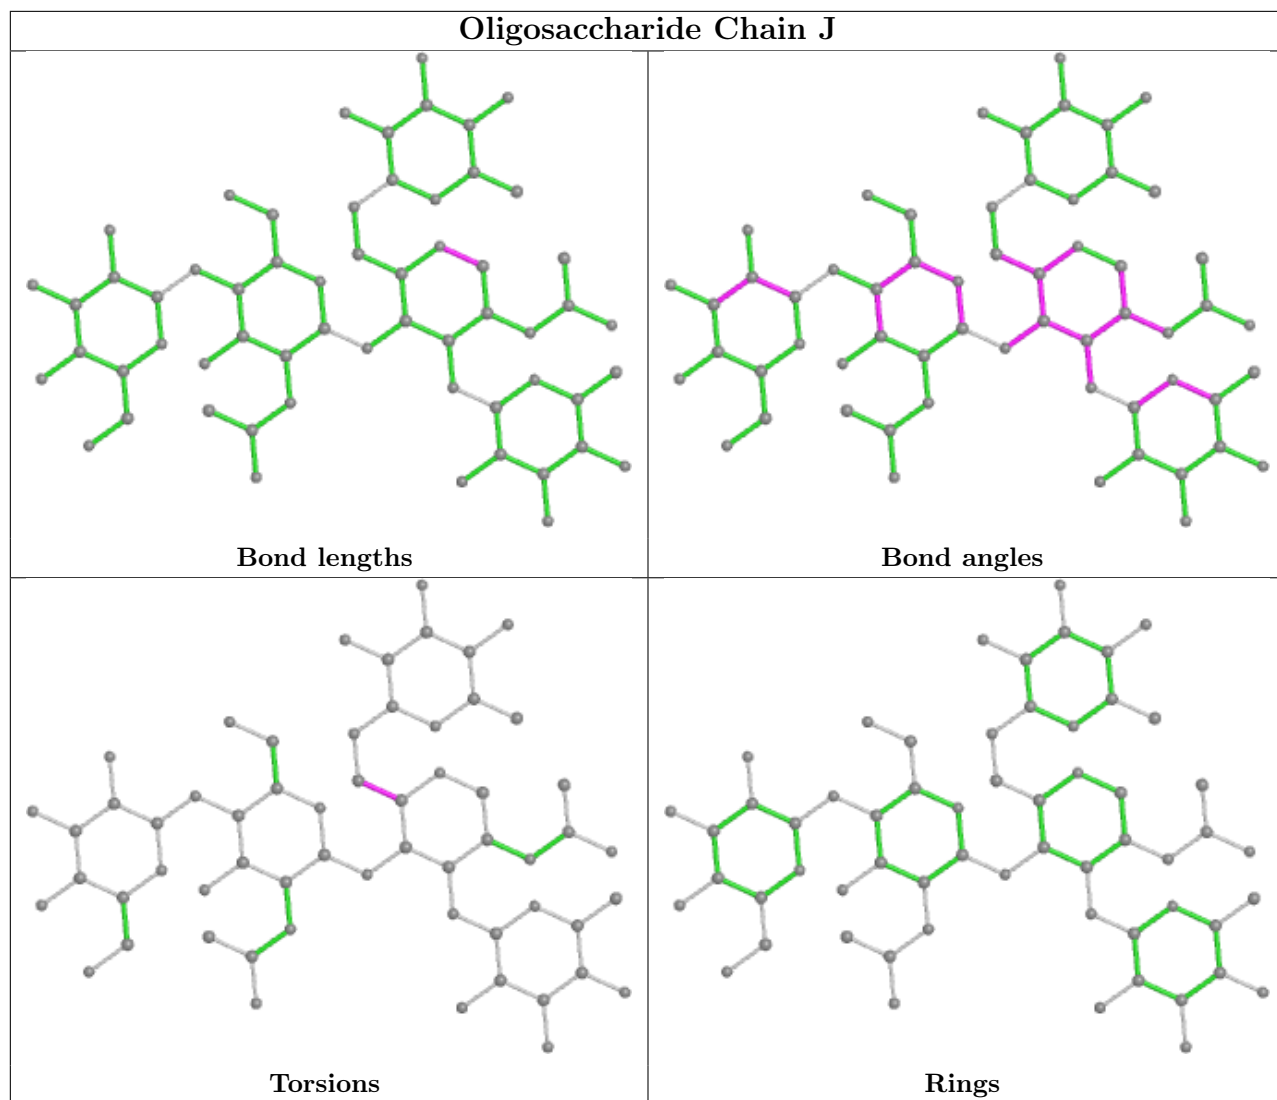 Oligosaccharide Chain J
Bond lengths
Bond angles
Torsions
Rings